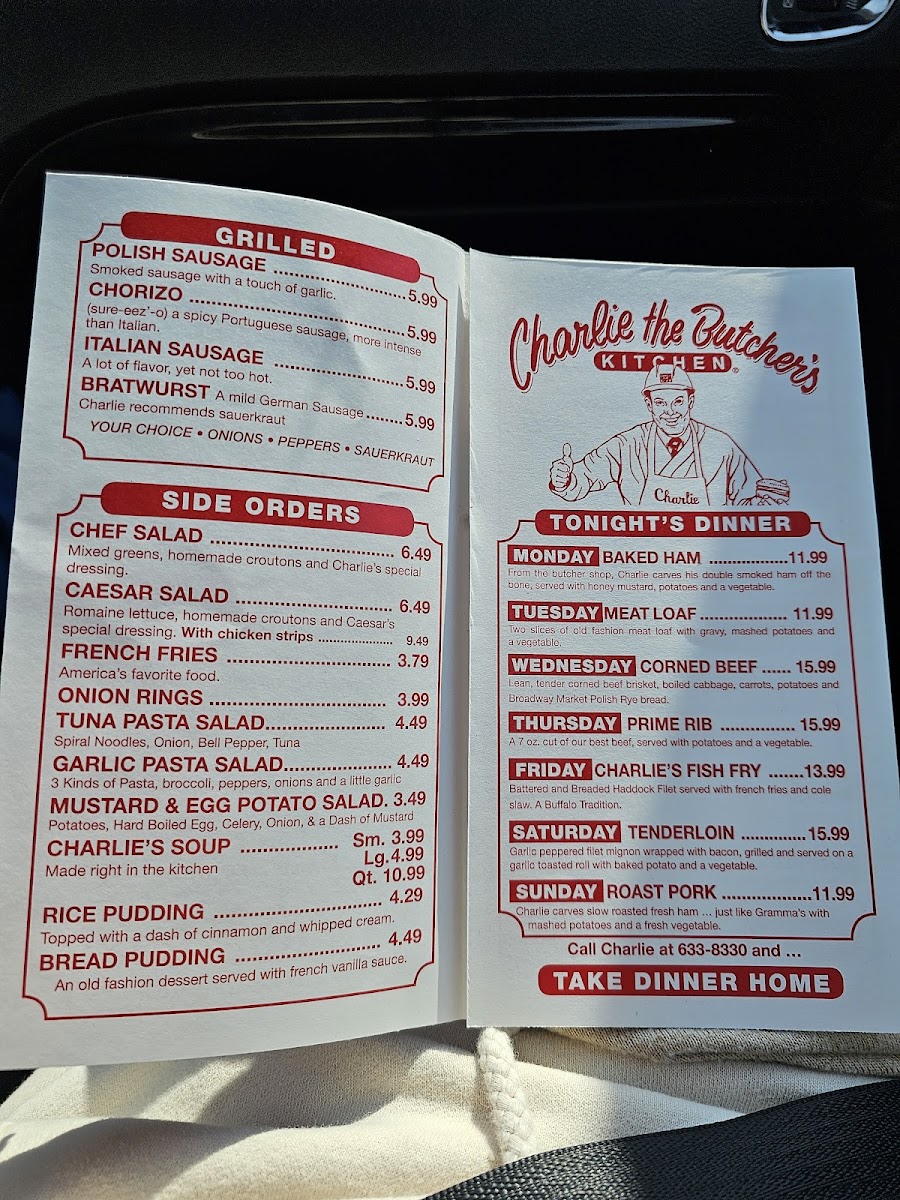 GRILLED
POLISH SAUSAGE ........................ 5.99
Smoked sausage with a touch of garlic.
CHORIZO ........................................ 5.99
(sure-eez'-o) a spicy Portuguese sausage, more intense
than Italian.
ITALIAN SAUSAGE ........................ 5.99
A lot of flavor, yet not too hot.
BRATWURST A mild German Sausage....... 5.99
Charlie recommends sauerkraut
YOUR CHOICE • ONIONS • PEPPERS • SAUERKRAUT
SIDE ORDERS
CHEF SALAD .................................. 6.49
Mixed greens, homemade croutons and Charlie's special
dressing.
CAESAR SALAD ............................. 6.49
Romaine lettuce, homemade croutons and Caesar's
special dressing. With chicken strips .................. 9.49
FRENCH FRIES .............................. 3.79
America's favorite food.
ONION RINGS ................................ 3.99
TUNA PASTA SALAD..................... 4.49
Spiral Noodles, Onion, Bell Pepper, Tuna
GARLIC PASTA SALAD................... 4.49
3 Kinds of Pasta, broccoli, peppers, onions and a little garlic
MUSTARD & EGG POTATO SALAD. 3.49
Potatoes, Hard Boiled Egg, Celery, Onion, & a Dash of Mustard
CHARLIE'S SOUP ................ Sm. 3.99
Made right in the kitchen Lg. 4.99
Qt. 10.99
RICE PUDDING .............................. 4.29
Topped with a dash of cinnamon and whipped cream.
BREAD PUDDING ........................... 4.49
An old fashion dessert served with french vanilla sauce.
Charlie the Butcher's
KITCHEN®
Charlie
TONIGHT'S DINNER
MONDAY BAKED HAM ..................11.99
From the butcher shop, Charlie carves his double smoked ham off the
bone, served with honey mustard, potatoes and a vegetable.
TUESDAY MEAT LOAF .................... 11.99
Two slices of old fashion meat loaf with gravy, mashed potatoes and
a vegetable.
WEDNESDAY CORNED BEEF ...... 15.99
Lean, tender corned beef brisket, boiled cabbage, carrots, potatoes and
Broadway Market Polish Rye bread.
THURSDAY PRIME RIB ................. 15.99
A 7 oz. cut of our best beef, served with potatoes and a vegetable.
FRIDAY CHARLIE'S FISH FRY .......13.99
Battered and Breaded Haddock Filet served with french fries and cole
slaw. A Buffalo Tradition.
SATURDAY TENDERLOIN ...............15.99
Garlic peppered filet mignon wrapped with bacon, grilled and served on a
garlic toasted roll with baked potato and a vegetable.
SUNDAY ROAST PORK ....................11.99
Charlie carves slow roasted fresh ham ... just like Gramma's with
mashed potatoes and a fresh vegetable.
Call Charlie at 633-8330 and ...
TAKE DINNER HOME